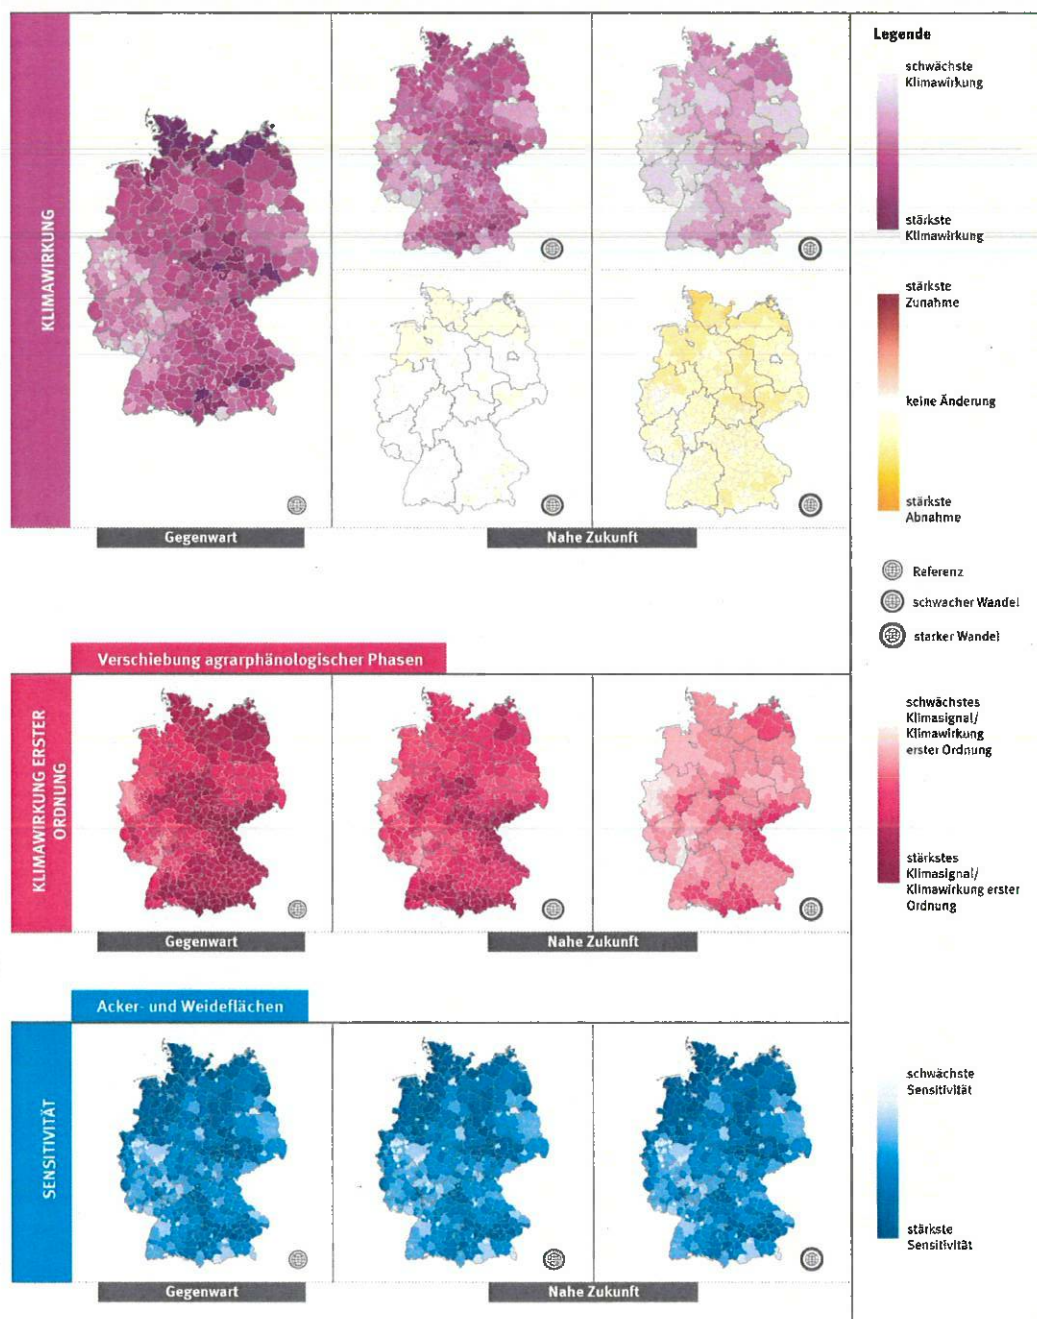 KLIMAWIRKUNG
Gegenwart
Nahe Zukunft
Legende
schwächste
Klimawirkung
stärkste
Klimawirkung
stärkste
Zunahme
keine Änderung
stärkste
Abnahme
Referenz
schwacher Wandel
starker Wandel
Verschiebung agrarphänologischer Phasen
KLIMAWIRKUNG ERSTER
ORDNUNG
Gegenwart
Nahe Zukunft
schwächstes
Klimasignal/
Klimawirkung
erster Ordnung
stärkstes
Klimasignal/
Klimawirkung erster
Ordnung
Acker- und Weideflächen
SENSITIVITÄT
Gegenwart
Nahe Zukunft
schwächste
Sensitivität
stärkste
Sensitivität